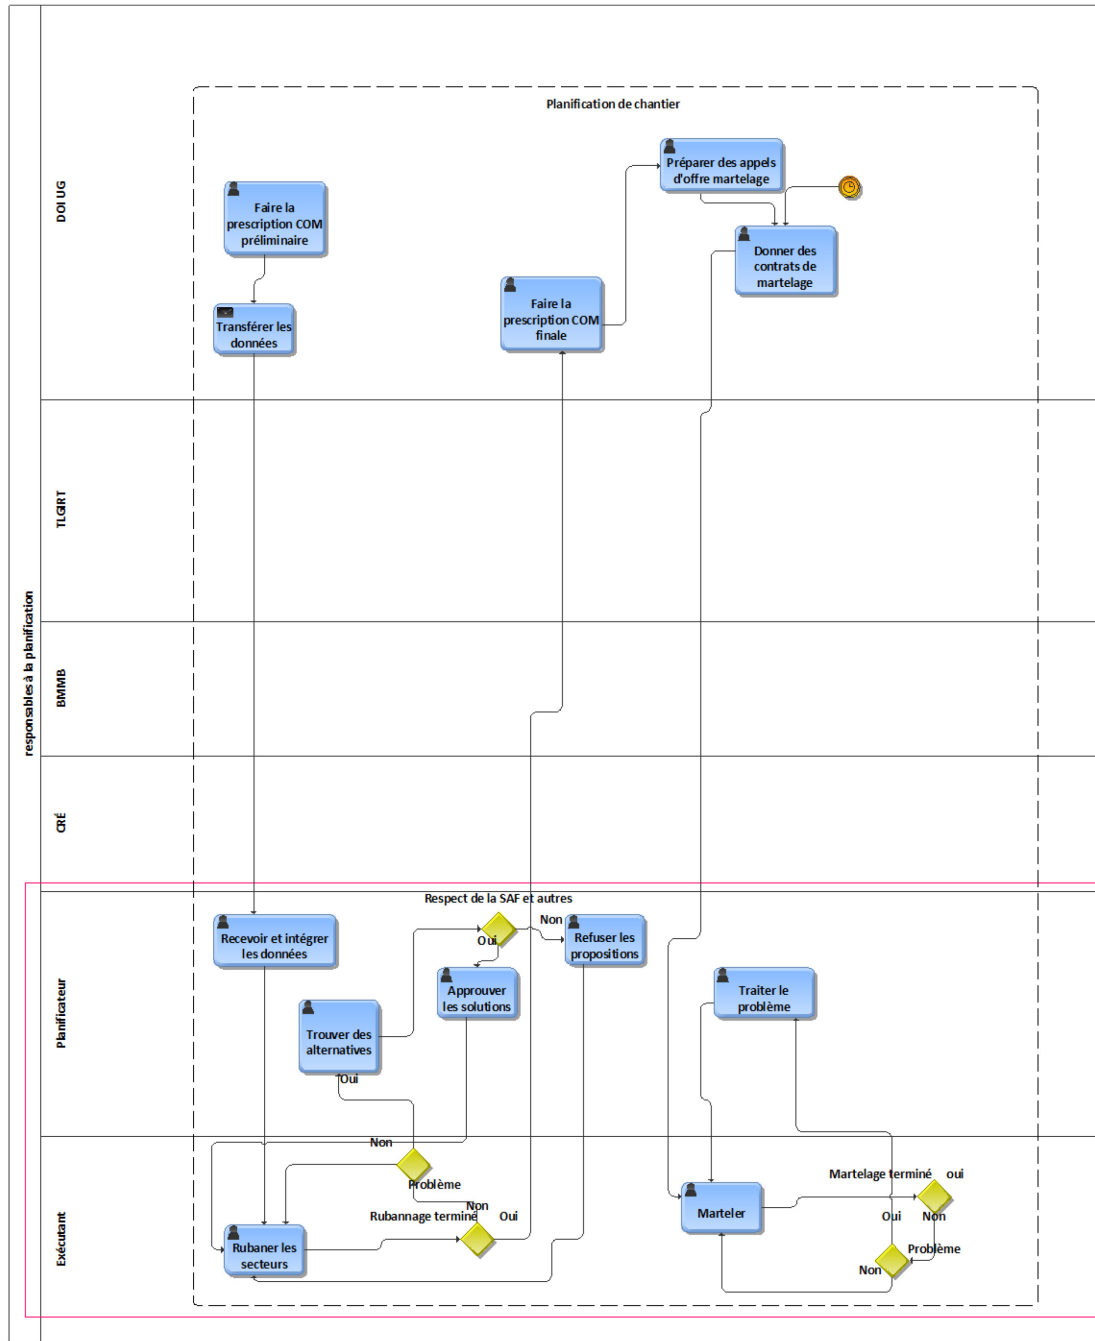 Planification de chantier
DGI UG
Préparer des appels
d'offre martelage
Faire la
prescription COM
préliminaire
Donner des
contrats de
martelage
Faire la
prescription COM
finale
Transférer les
données
TLGIRT
responsables à la planification
BMMB
CRÉ
Planificateur
Respect de la SAF et autres
Non
Oui
Recevoir et intégrer
les données
Refuser les
propositions
Approuver
les solutions
Traiter le
problème
Trouver des
alternatives
Oui
Exécutant
Non
Problème
Non
Rubannage terminé
Oui
Rubaner les
secteurs
Marteler
Martelage terminé
oui
Oui
Non
Problème
Non